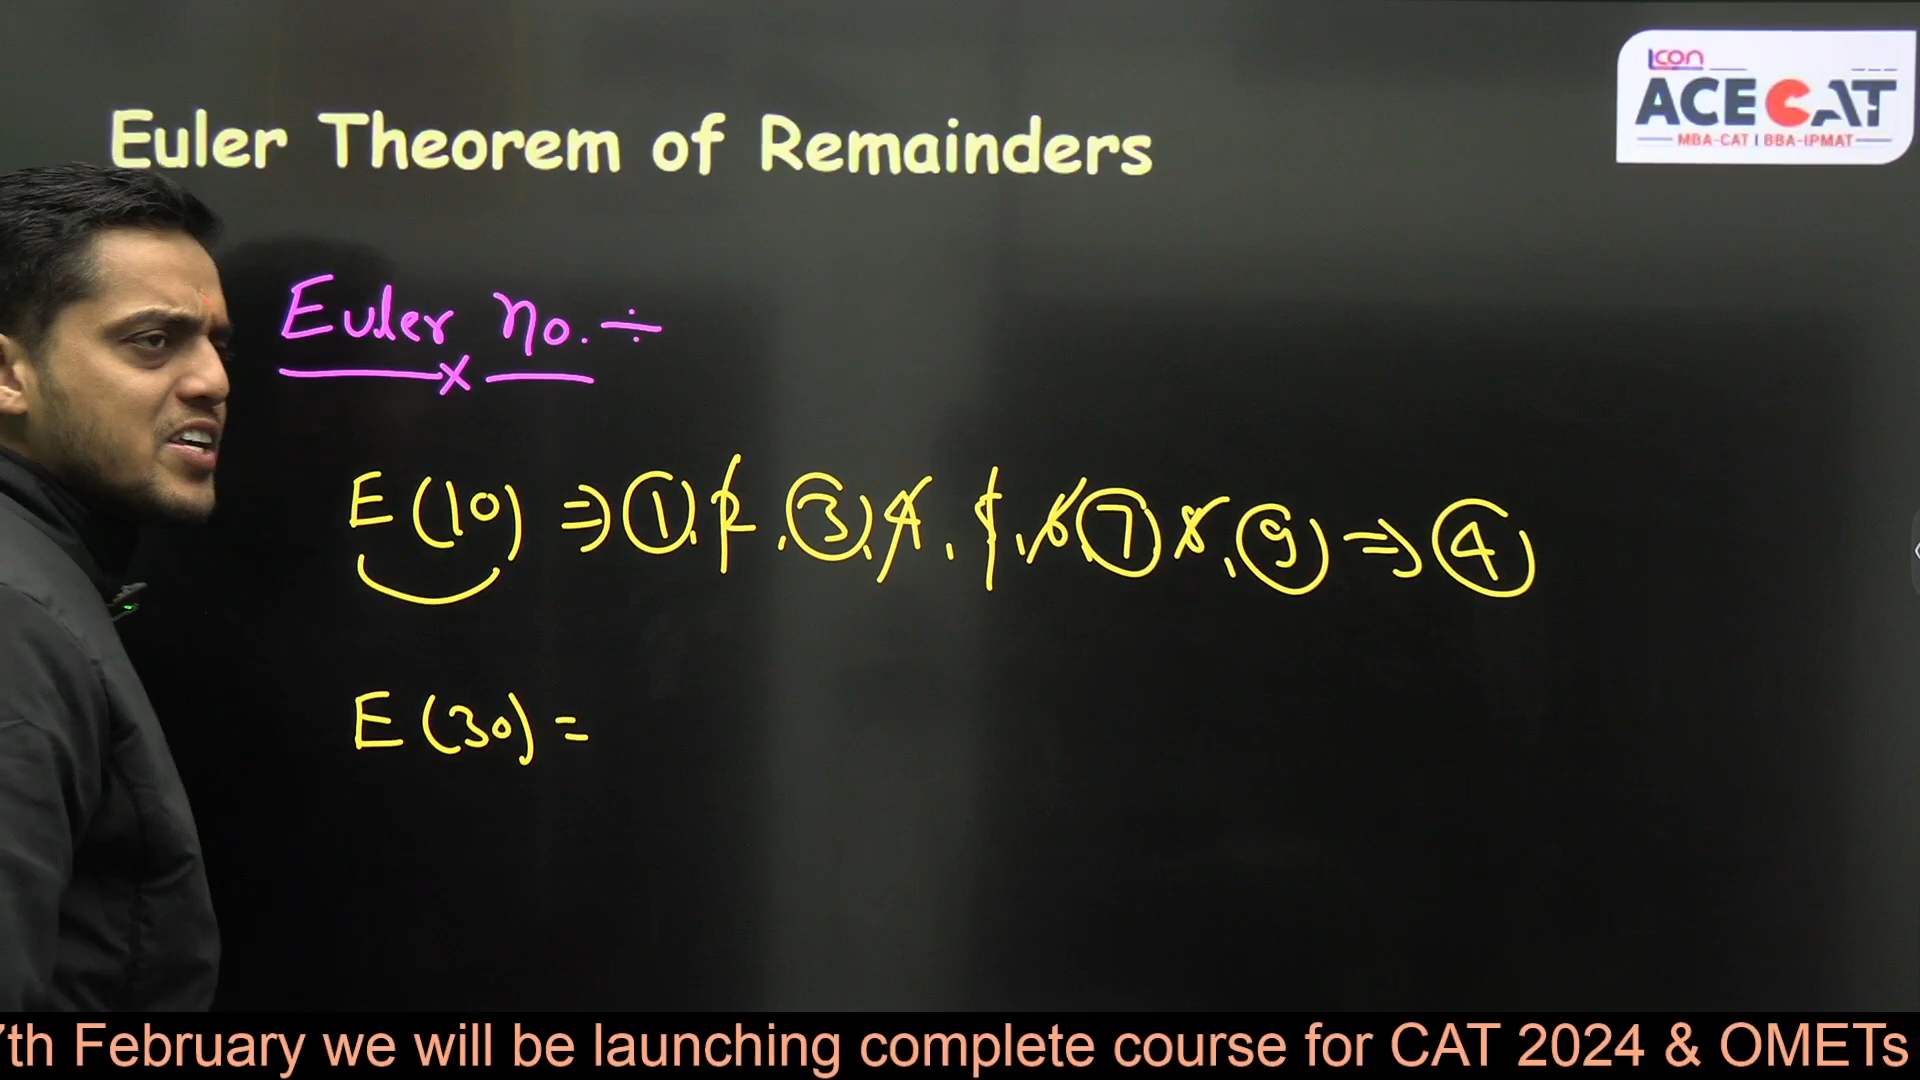 Icon
ACE CAT
MBA-CAT | BBA-IPMAT
Euler Theorem of Remainders
Euler no. ÷
E(10) ⇒ 1, 2, 3, 4, 5, 6, 7, 8, 9 ⇒ 4
E(30) =
7th February we will be launching complete course for CAT 2024 & OMETs